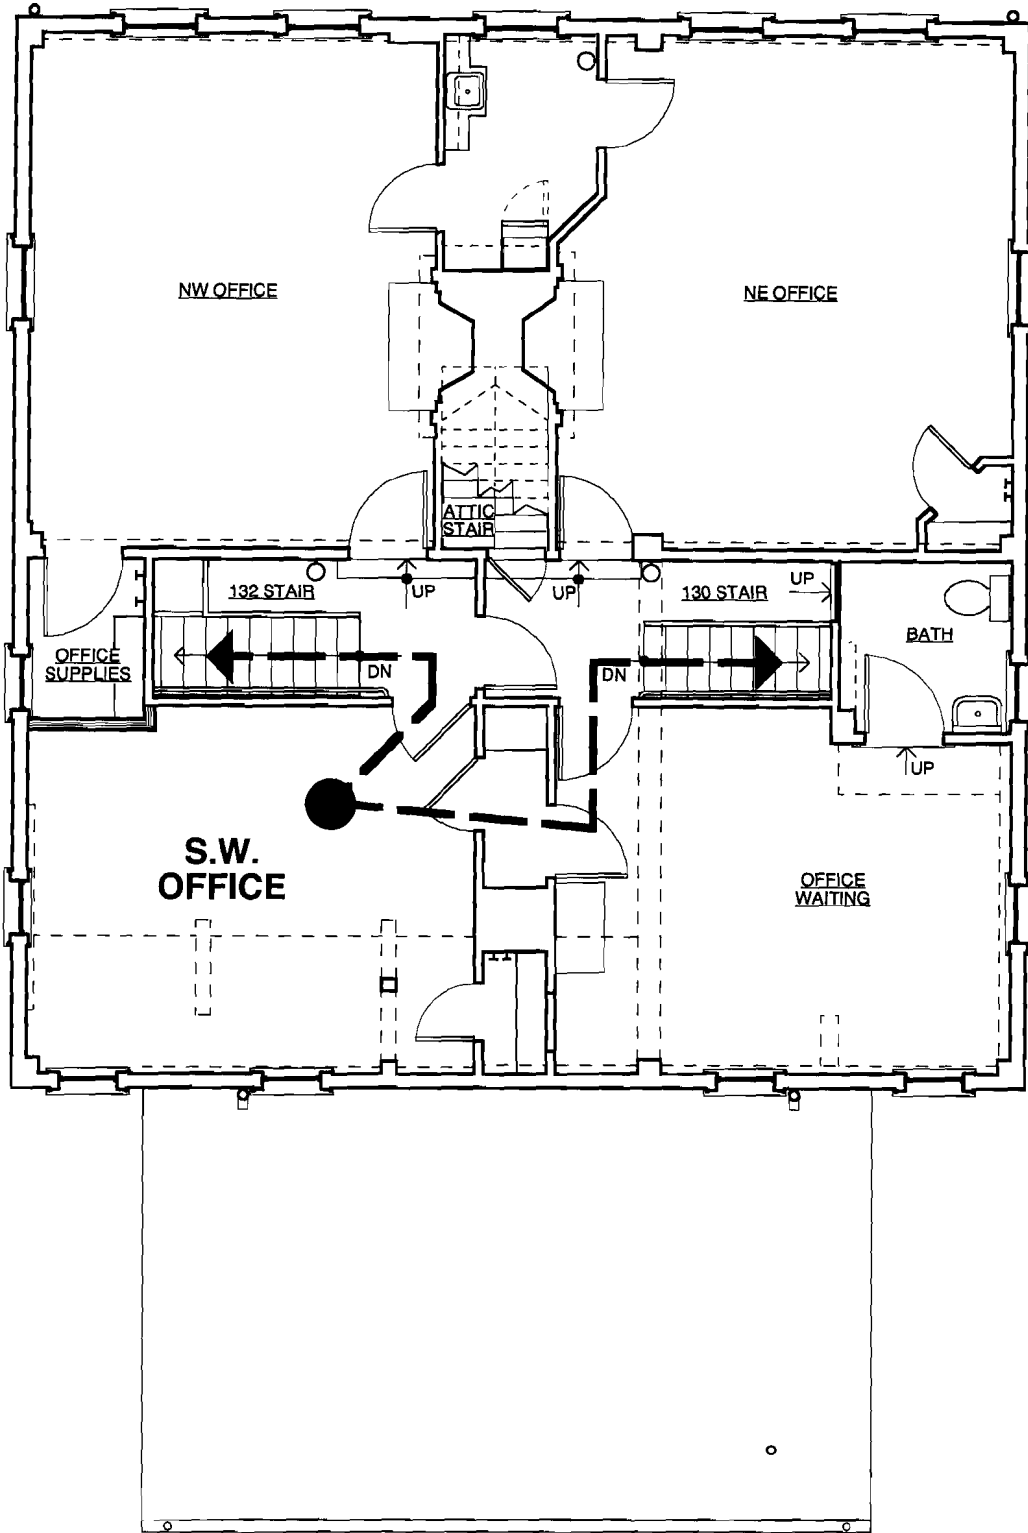 NW OFFICE
NE OFFICE
ATTIC
STAIR
132 STAIR
UP
UP
130 STAIR
UP
BATH
OFFICE
SUPPLIES
DN
DN
UP
S.W.
OFFICE
OFFICE
WAITING